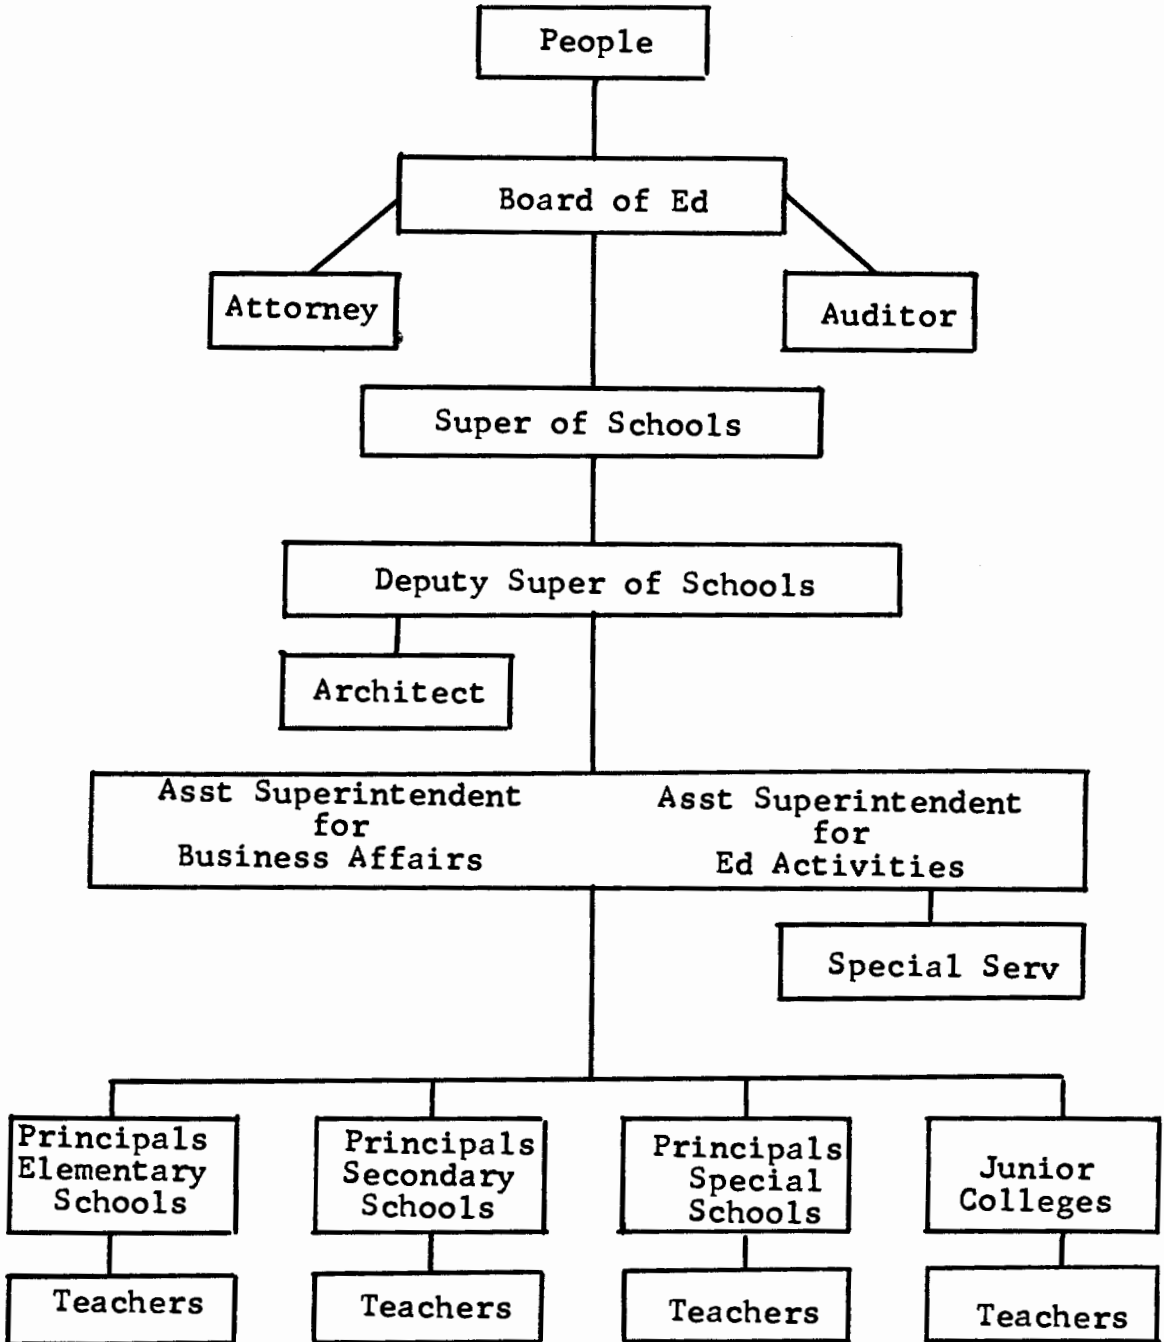 People
Board of Ed
Attorney
Auditor
Super of Schools
Deputy Super of Schools
Architect
Asst Superintendent
for
Business Affairs
Asst Superintendent
for
Ed Activities
Special Serv
Principals
Elementary
Schools
Principals
Secondary
Schools
Principals
Special
Schools
Junior
Colleges
Teachers
Teachers
Teachers
Teachers